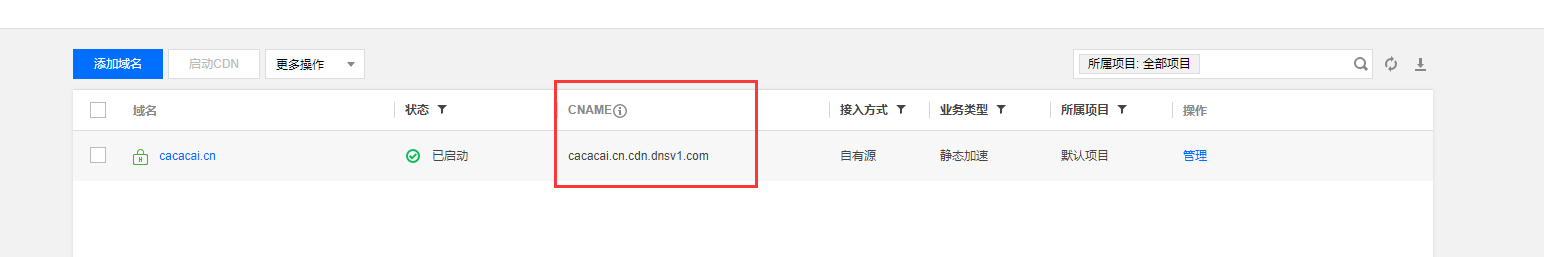 添加域名 启动CDN 更多操作 所属项目: 全部项目
域名 状态 CNAME 接入方式 业务类型 所属项目 操作
cacacai.cn 已启动 cacacai.cn.cdn.dnsv1.com 自有源 静态加速 默认项目 管理